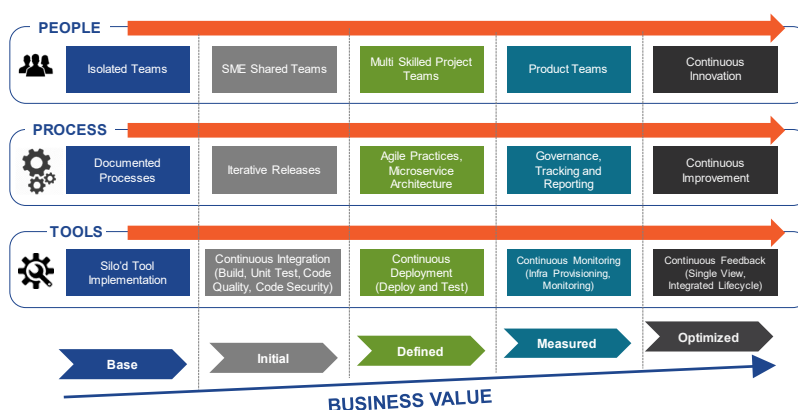 PEOPLE
Isolated Teams
SME Shared Teams
Multi Skilled Project
Teams
Product Teams
Continuous
Innovation
PROCESS
Documented
Processes
Iterative Releases
Agile Practices,
Microservice
Architecture
Governance,
Tracking and
Reporting
Continuous
Improvement
TOOLS
Silo'd Tool
Implementation
Continuous Integration
(Build, Unit Test, Code
Quality, Code Security)
Continuous
Deployment
(Deploy and Test)
Continuous Monitoring
(Infra Provisioning,
Monitoring)
Continuous Feedback
(Single View,
Integrated Lifecycle)
Base
Initial
Defined
Measured
Optimized
BUSINESS VALUE